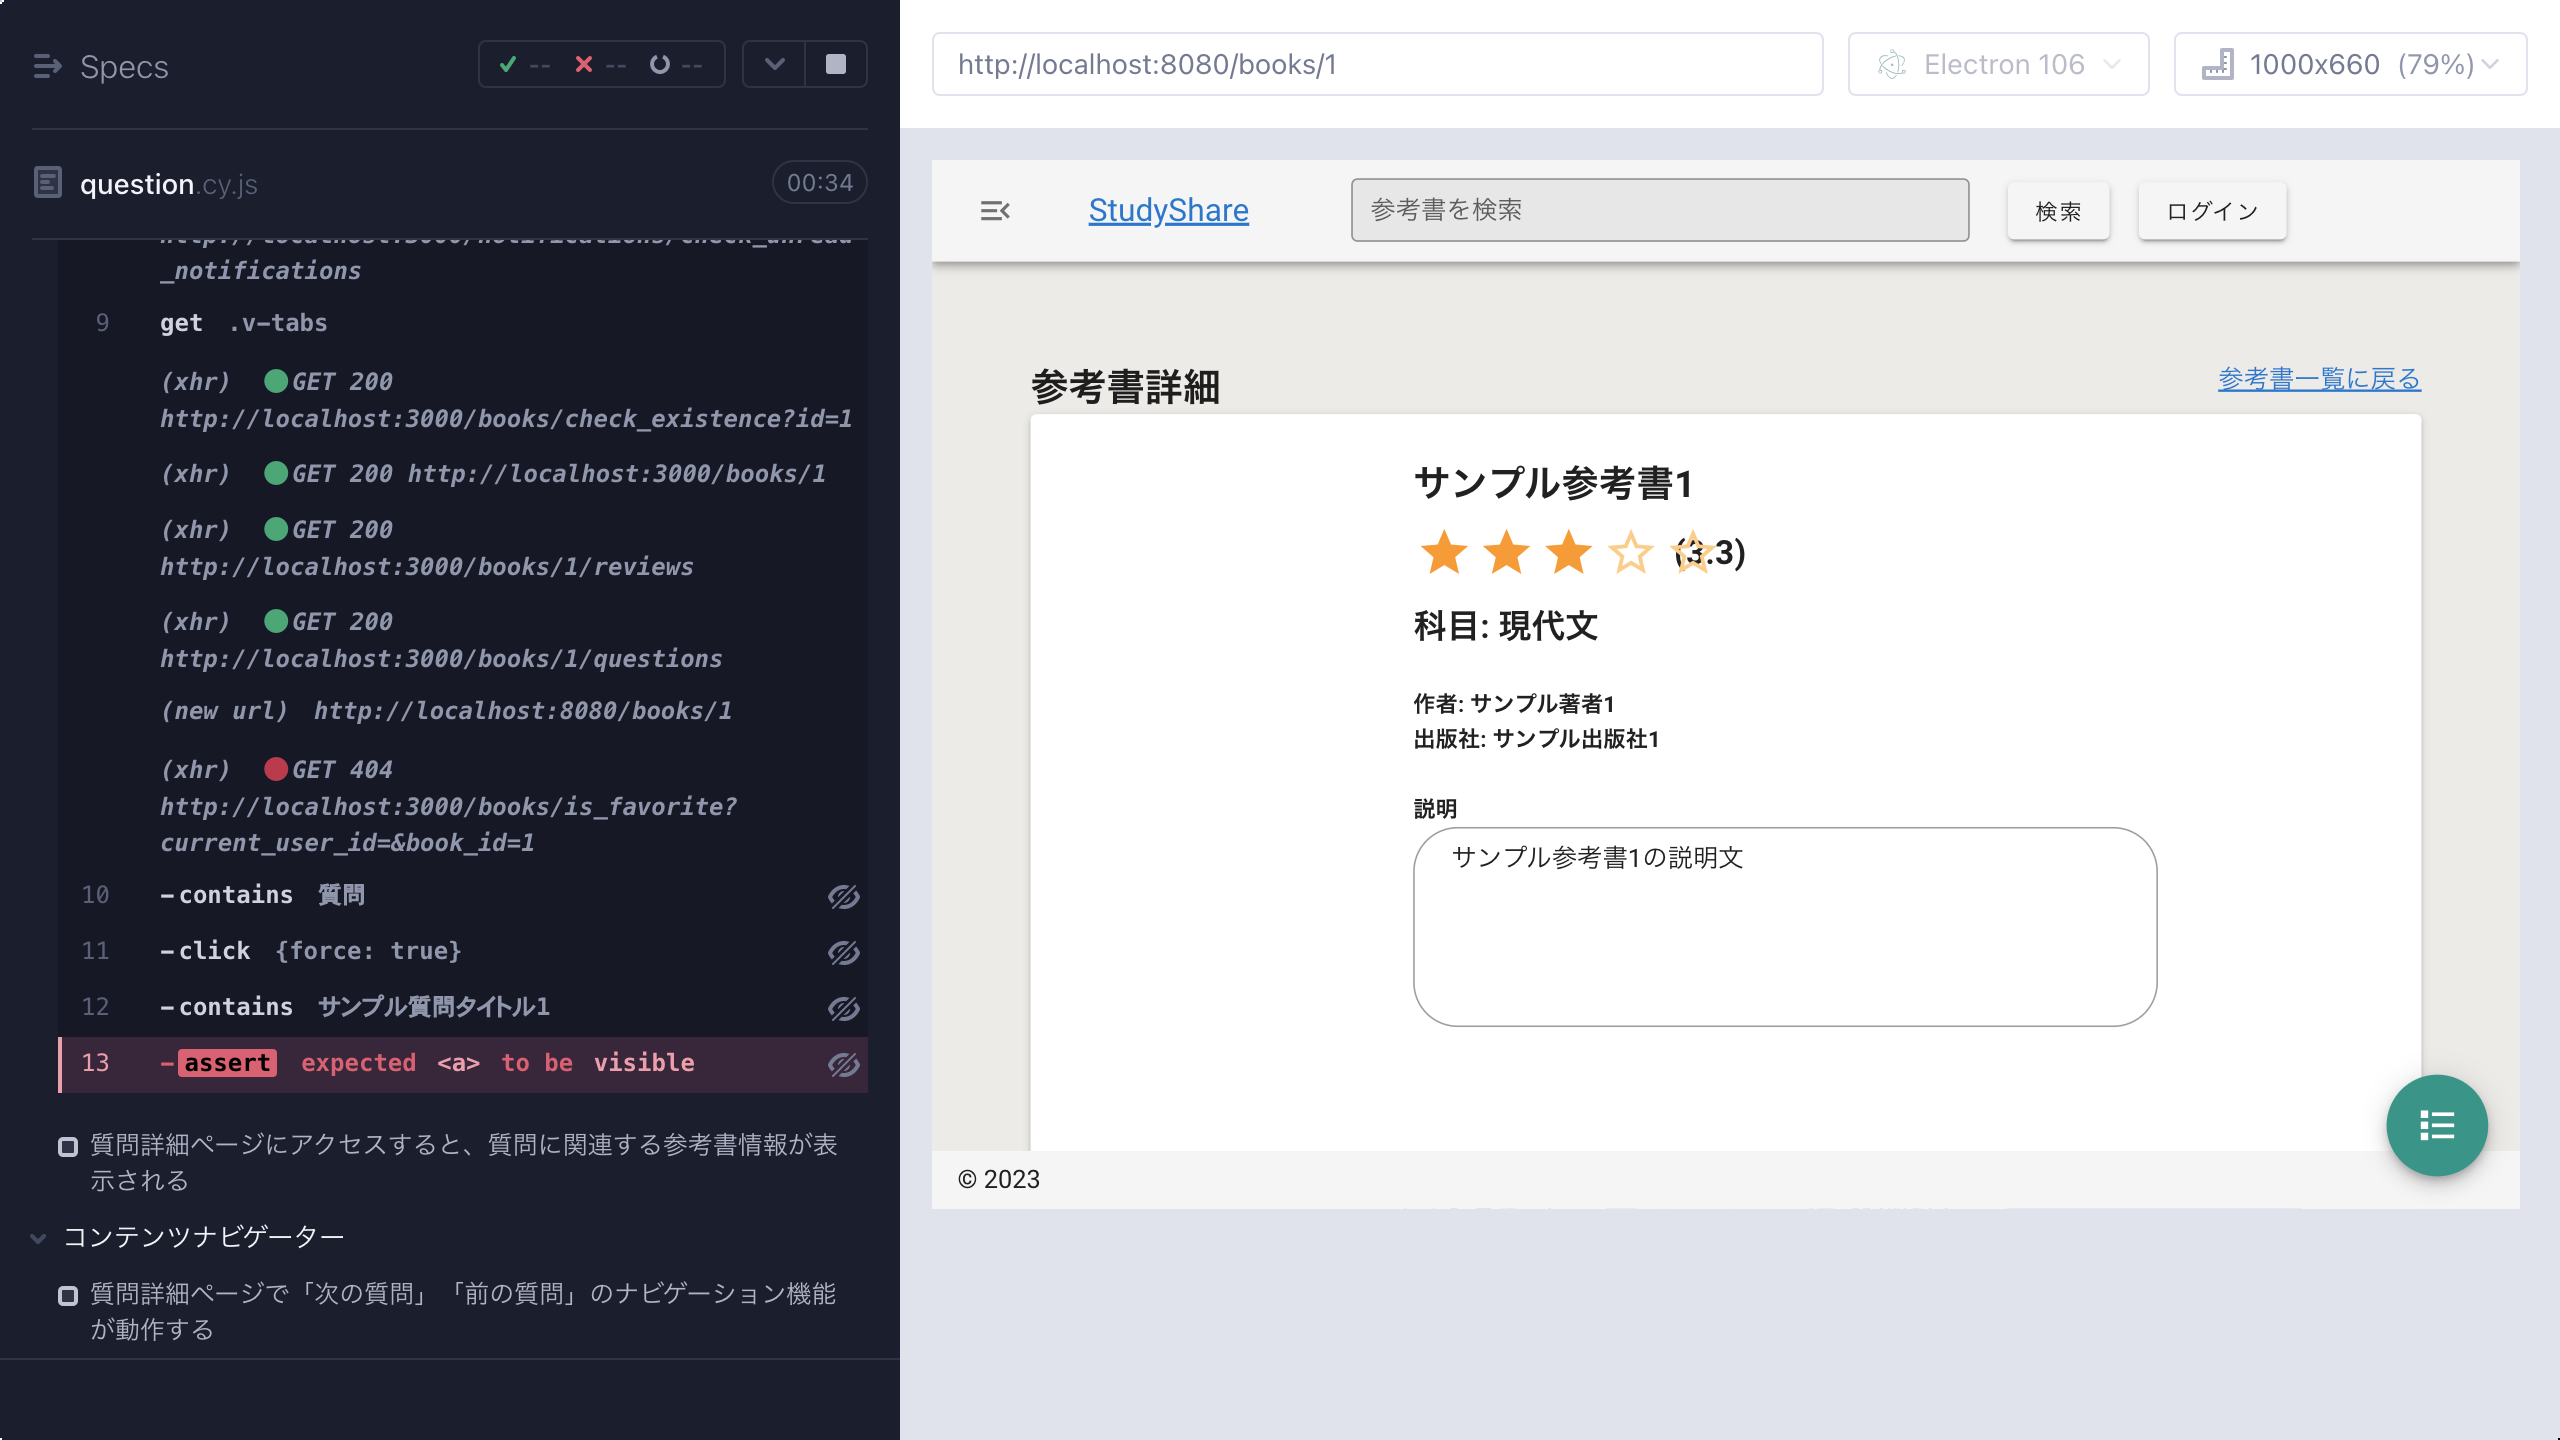 Specs
-- -- --
question.cy.js
00:34
http://localhost:3000/notifications/check_unread
_notifications
9 get .v-tabs
(xhr) GET 200
http://localhost:3000/books/check_existence?id=1
(xhr) GET 200 http://localhost:3000/books/1
(xhr) GET 200
http://localhost:3000/books/1/reviews
(xhr) GET 200
http://localhost:3000/books/1/questions
(new url) http://localhost:8080/books/1
(xhr) GET 404
http://localhost:3000/books/is_favorite?
current_user_id=&book_id=1
10 -contains 質問
11 -click {force: true}
12 -contains サンプル質問タイトル1
13 -assert expected <a> to be visible
質問詳細ページにアクセスすると、質問に関連する参考書情報が表
示される
コンテンツナビゲーター
質問詳細ページで「次の質問」「前の質問」のナビゲーション機能
が動作する
http://localhost:8080/books/1
Electron 106
1000x660 (79%)
StudyShare
参考書を検索
検索
ログイン
参考書詳細
参考書一覧に戻る
サンプル参考書1
(3.3)
科目: 現代文
作者: サンプル著者1
出版社: サンプル出版社1
説明
サンプル参考書1の説明文
© 2023